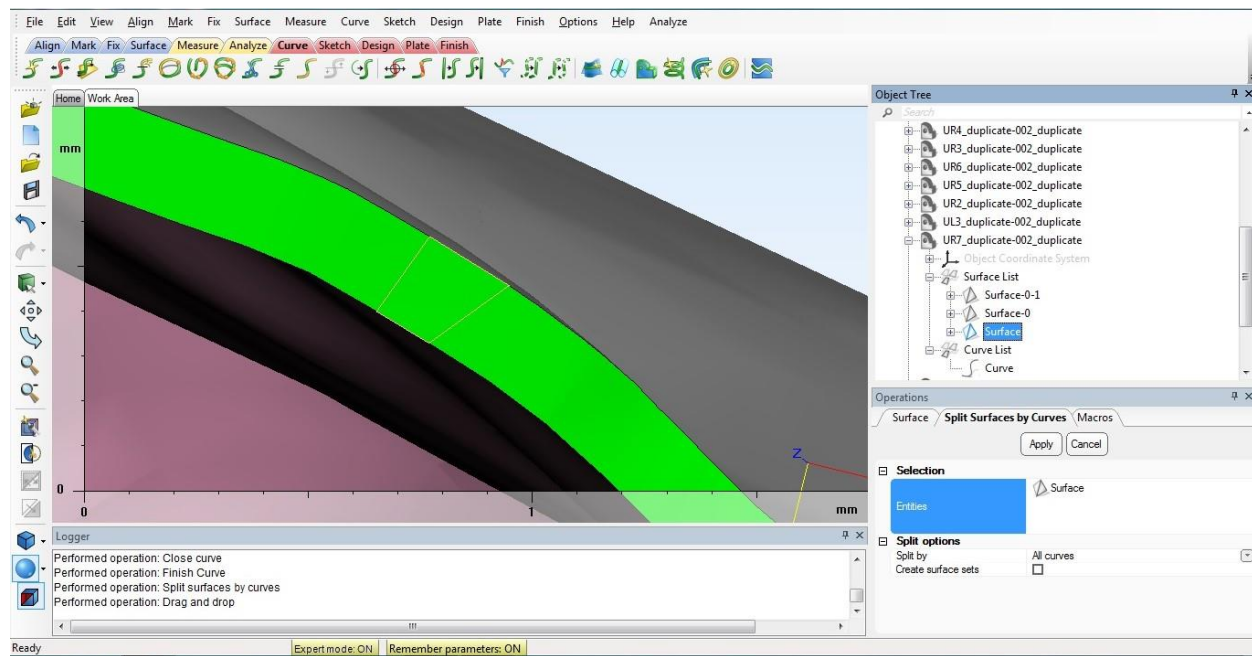 File Edit View Align Mark Fix Surface Measure Curve Sketch Design Plate Finish Options Help Analyze
Align Mark Fix Surface Measure Analyze Curve Sketch Design Plate Finish
Home Work Area
mm
0
0
1
mm
Z
Object Tree
Search
UR4_duplicate-002_duplicate
UR3_duplicate-002_duplicate
UR6_duplicate-002_duplicate
UR5_duplicate-002_duplicate
UR2_duplicate-002_duplicate
UL3_duplicate-002_duplicate
UR7_duplicate-002_duplicate
Object Coordinate System
Surface List
Surface-0-1
Surface-0
Surface
Curve List
Curve
Operations
Surface Split Surfaces by Curves Macros
Apply Cancel
Selection
Entities Surface
Split options
Split by All curves
Create surface sets
Logger
Performed operation: Close curve
Performed operation: Finish Curve
Performed operation: Split surfaces by curves
Performed operation: Drag and drop
Ready Expert mode: ON Remember parameters: ON